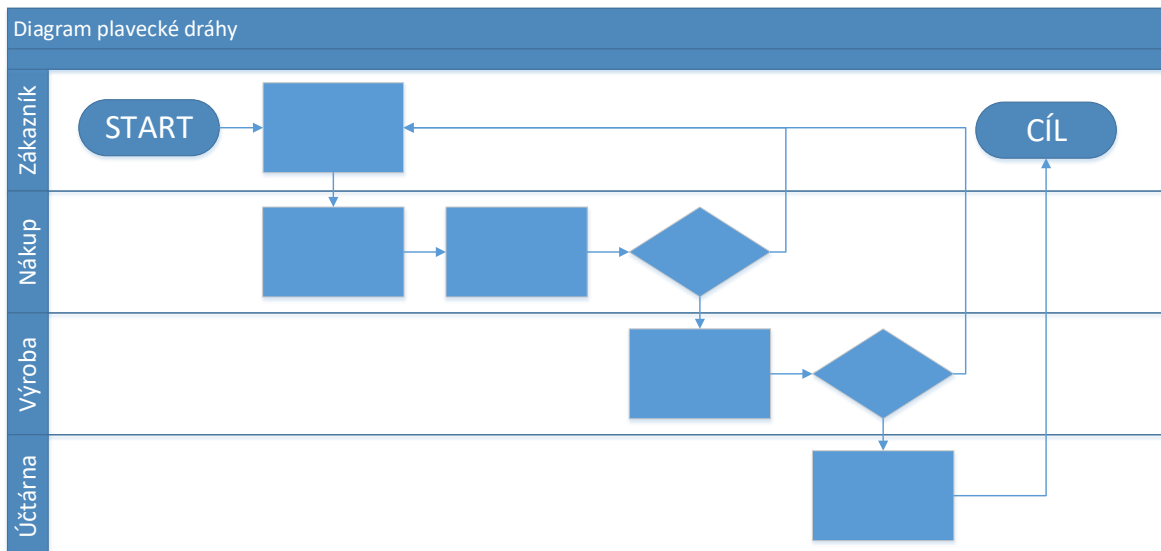 Diagram plavecké dráhy
Zákazník
START
CÍL
Nákup
Výroba
Účtárna